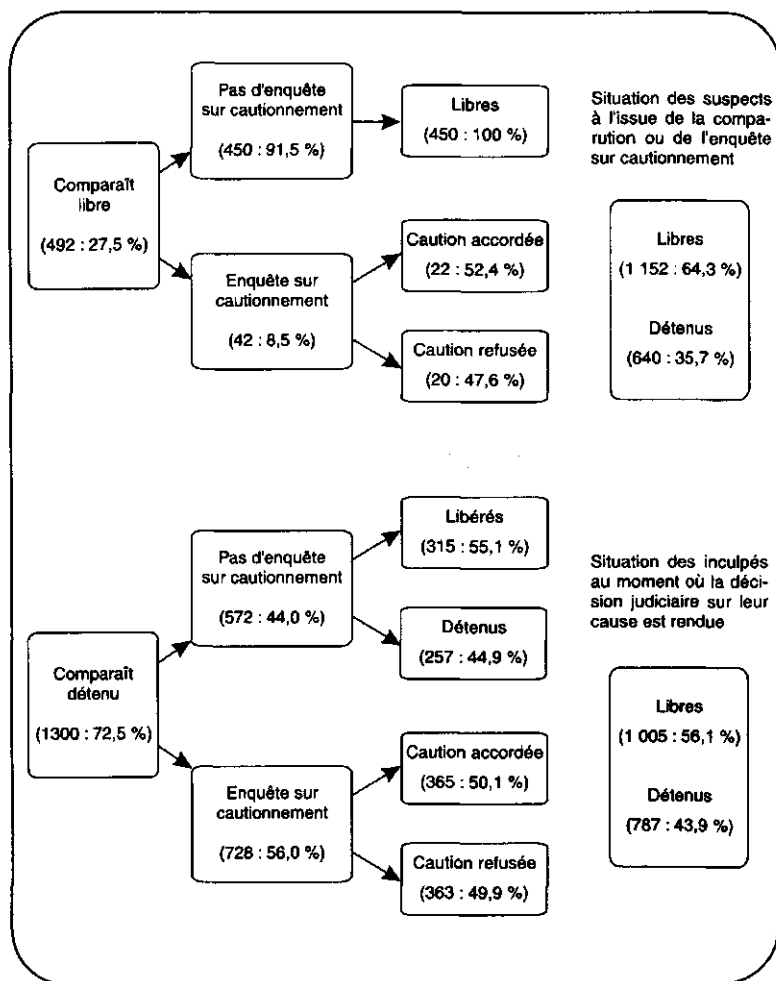 Pas d'enquête
sur cautionnement
(450 : 91,5 %)
Libres
(450 : 100 %)
Situation des suspects
à l'issue de la compa-
rution ou de l'enquête
sur cautionnement
Comparaît
libre
(492 : 27,5 %)
Enquête sur
cautionnement
(42 : 8,5 %)
Caution accordée
(22 : 52,4 %)
Caution refusée
(20 : 47,6 %)
Libres
(1 152 : 64,3 %)
Détenus
(640 : 35,7 %)
Pas d'enquête
sur cautionnement
(572 : 44,0 %)
Libérés
(315 : 55,1 %)
Détenus
(257 : 44,9 %)
Situation des inculpés
au moment où la déci-
sion judiciaire sur leur
cause est rendue
Comparaît
détenu
(1300 : 72,5 %)
Enquête sur
cautionnement
(728 : 56,0 %)
Caution accordée
(365 : 50,1 %)
Caution refusée
(363 : 49,9 %)
Libres
(1 005 : 56,1 %)
Détenus
(787 : 43,9 %)